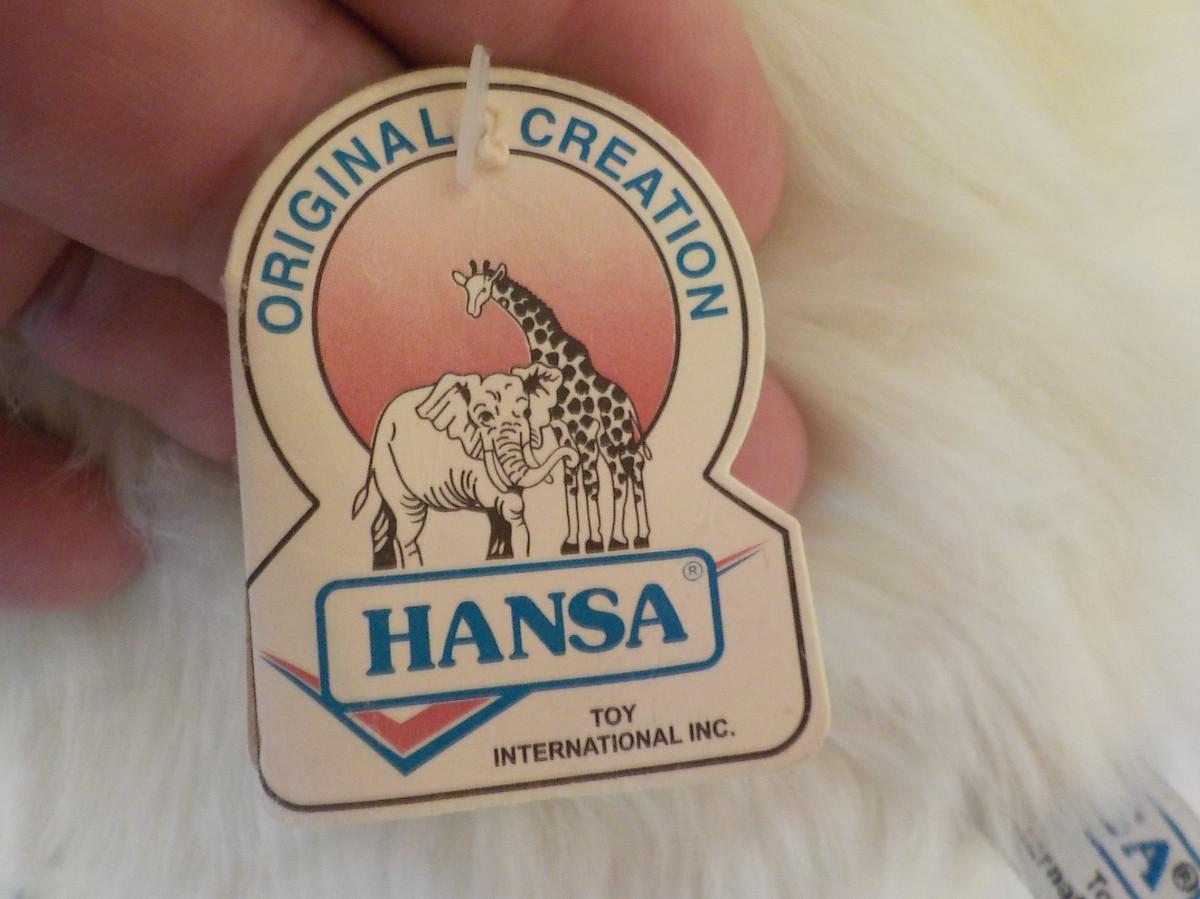 ORIGINAL CREATION
HANSA®
TOY
INTERNATIONAL INC.